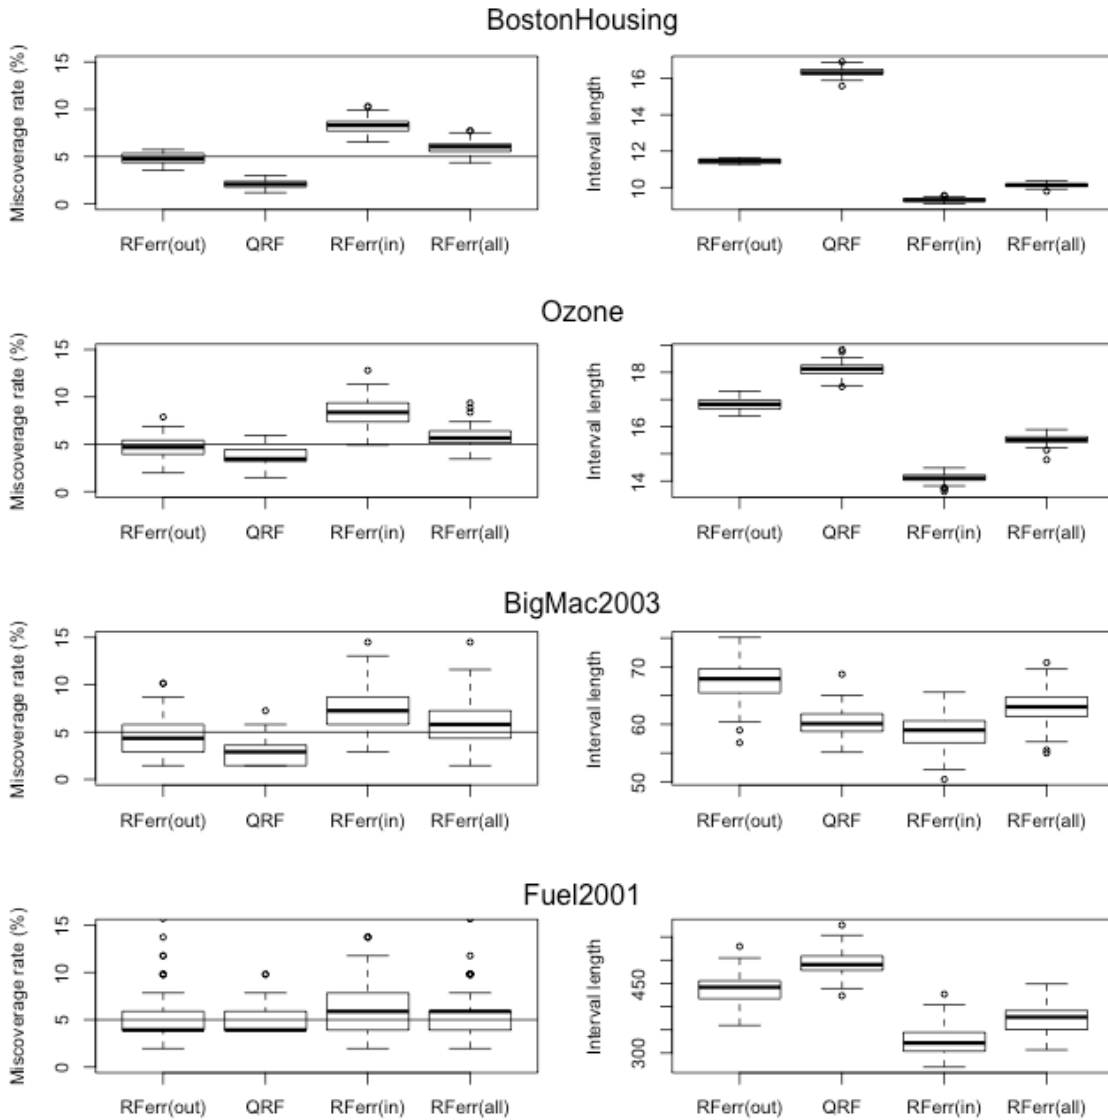 BostonHousing
Miscoverage rate (%)
15
10
5
0
RFerr(out) QRF RFerr(in) RFerr(all)
Interval length
16
14
12
10
RFerr(out) QRF RFerr(in) RFerr(all)
Ozone
Miscoverage rate (%)
15
10
5
0
RFerr(out) QRF RFerr(in) RFerr(all)
Interval length
18
16
14
RFerr(out) QRF RFerr(in) RFerr(all)
BigMac2003
Miscoverage rate (%)
15
10
5
0
RFerr(out) QRF RFerr(in) RFerr(all)
Interval length
70
60
50
RFerr(out) QRF RFerr(in) RFerr(all)
Fuel2001
Miscoverage rate (%)
15
10
5
0
RFerr(out) QRF RFerr(in) RFerr(all)
Interval length
450
300
RFerr(out) QRF RFerr(in) RFerr(all)